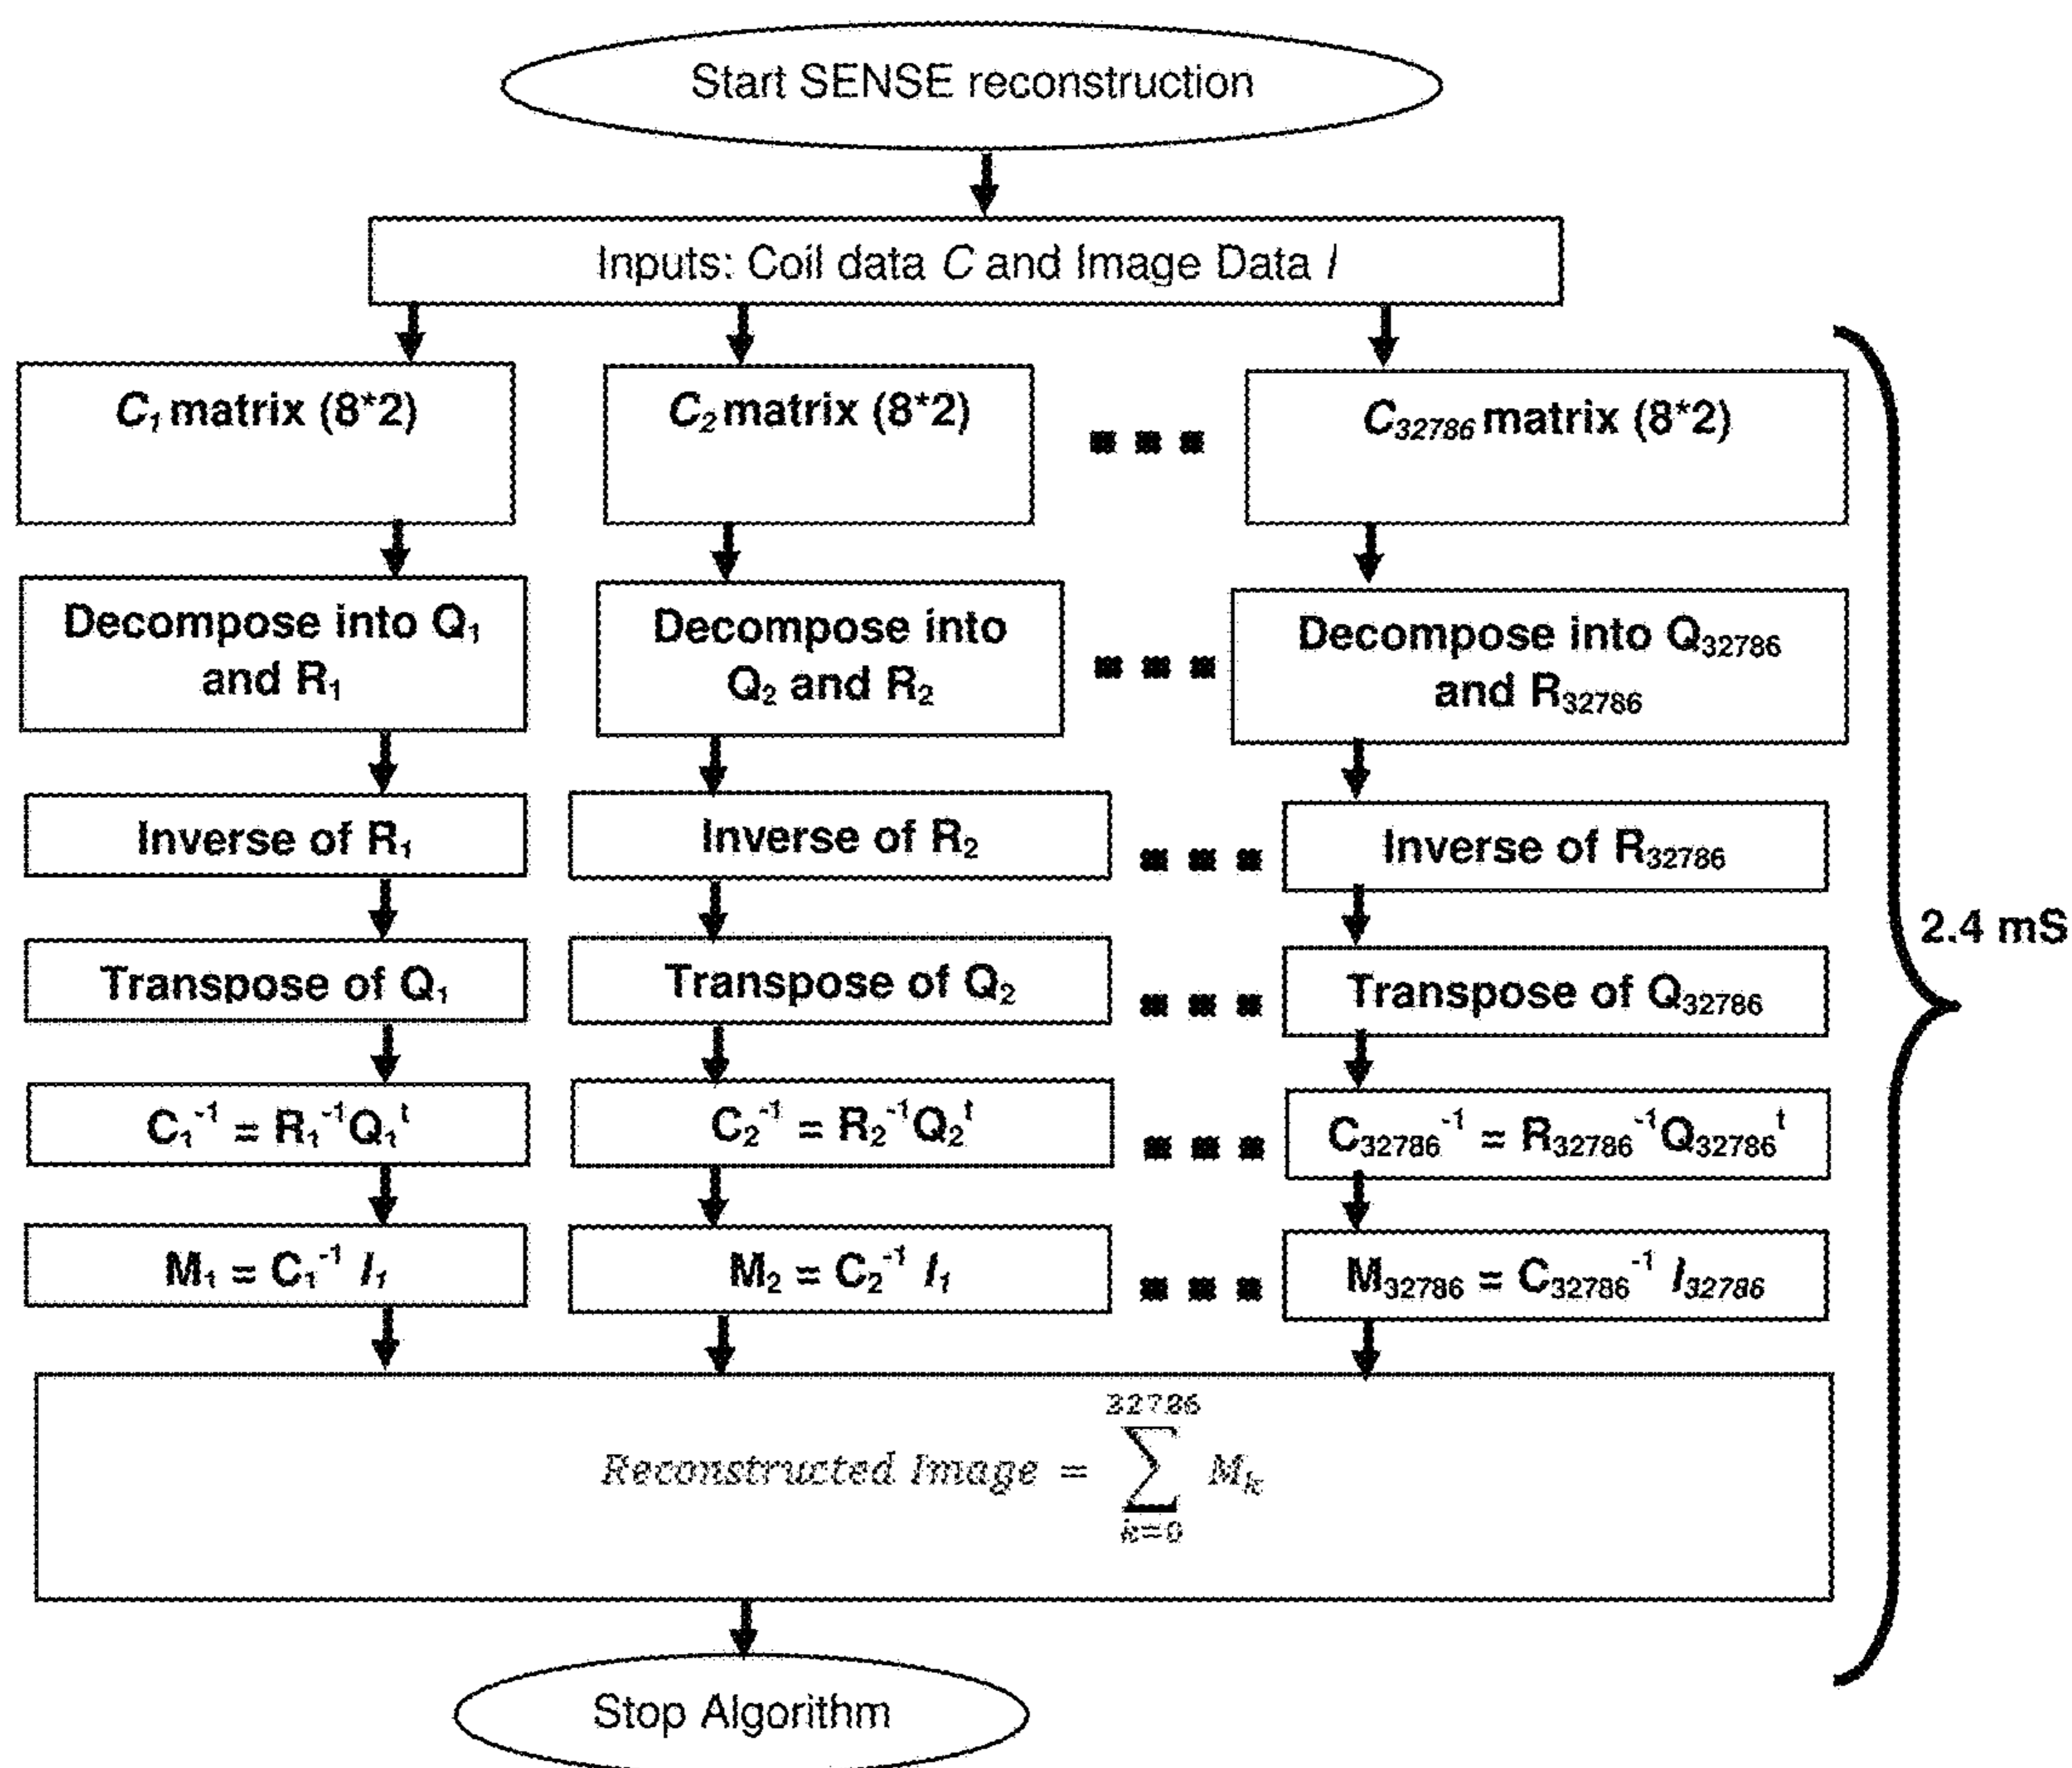 Start SENSE reconstruction
Inputs: Coil data C and Image Data I
C₁ matrix (8*2)
C₂ matrix (8*2)
C₃₂₇₈₆ matrix (8*2)
Decompose into Q₁
and R₁
Decompose into
Q₂ and R₂
Decompose into Q₃₂₇₈₆
and R₃₂₇₈₆
Inverse of R₁
Inverse of R₂
Inverse of R₃₂₇₈₆
2.4 mS
Transpose of Q₁
Transpose of Q₂
Transpose of Q₃₂₇₈₆
C₁⁻¹ = R₁⁻¹Q₁ᵗ
C₂⁻¹ = R₂⁻¹Q₂ᵗ
C₃₂₇₈₆⁻¹ = R₃₂₇₈₆⁻¹Q₃₂₇₈₆ᵗ
M₁ = C₁⁻¹ I₁
M₂ = C₂⁻¹ I₁
M₃₂₇₈₆ = C₃₂₇₈₆⁻¹ I₃₂₇₈₆
32786
Reconstructed Image = ∑ Mₖ
k=0
Stop Algorithm